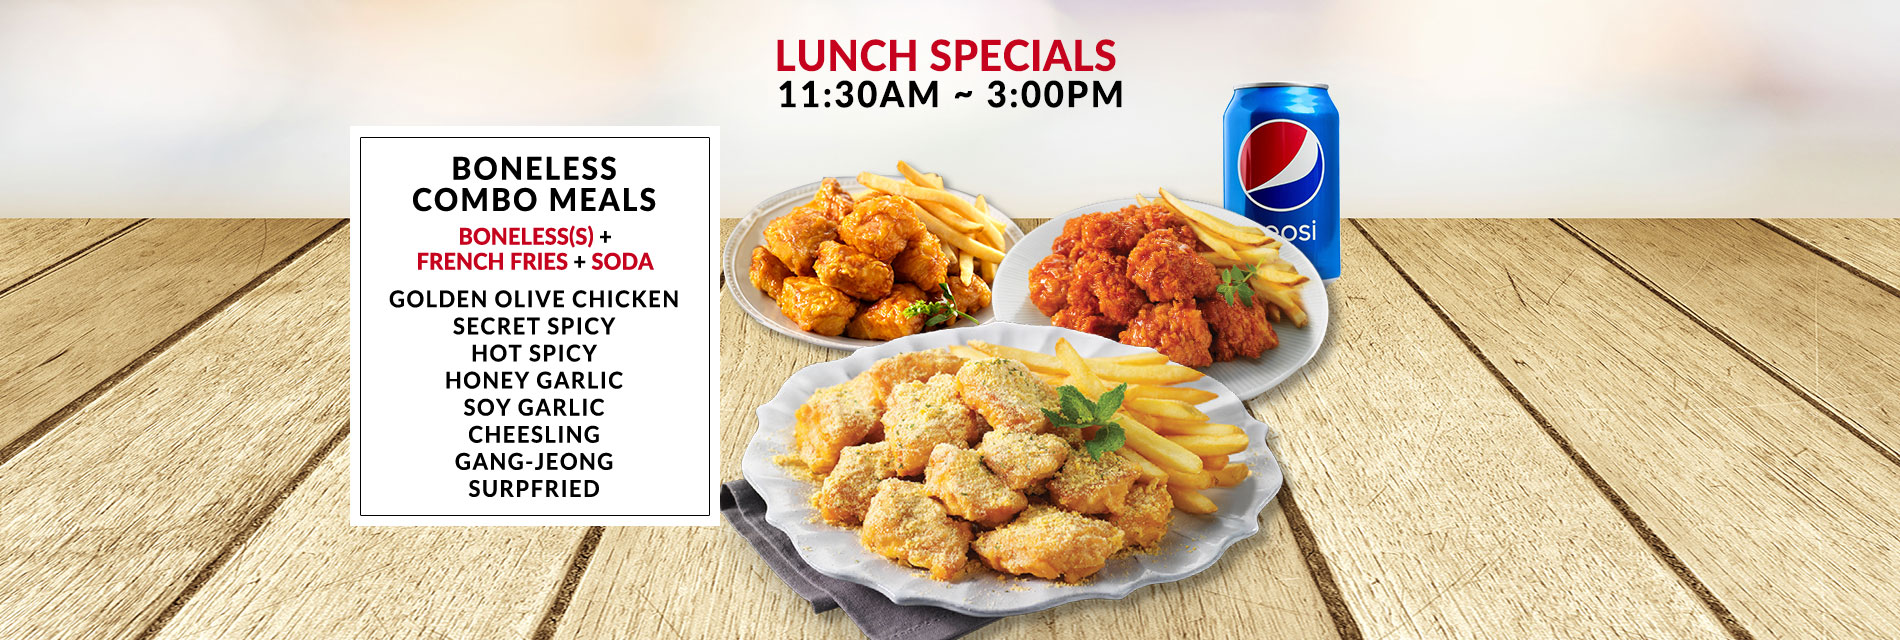 LUNCH SPECIALS
11:30AM ~ 3:00PM
BONELESS
COMBO MEALS
BONELESS(S) +
FRENCH FRIES + SODA
GOLDEN OLIVE CHICKEN
SECRET SPICY
HOT SPICY
HONEY GARLIC
SOY GARLIC
CHEESLING
GANG-JEONG
SURPFRIED
pepsi